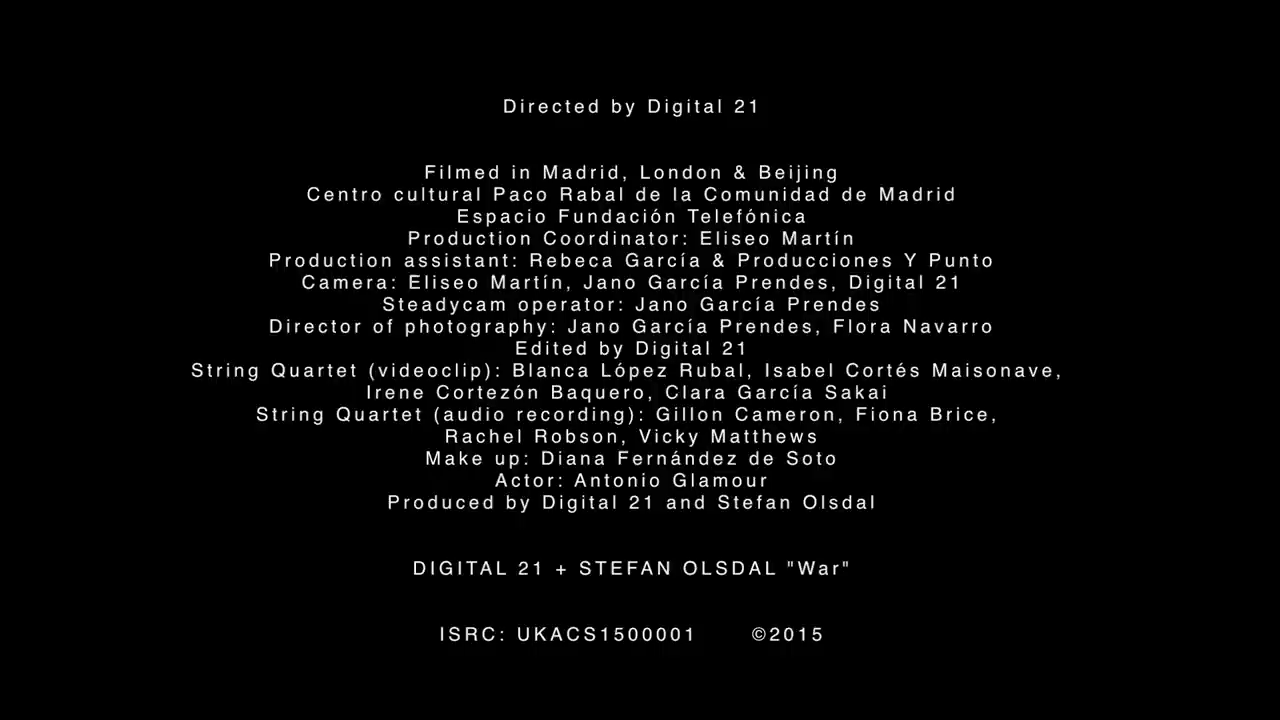 Directed by Digital 21
Filmed in Madrid, London & Beijing
Centro cultural Paco Rabal de la Comunidad de Madrid
Espacio Fundación Telefónica
Production Coordinator: Eliseo Martín
Production assistant: Rebeca García & Producciones Y Punto
Camera: Eliseo Martín, Jano García Prendes, Digital 21
Steadycam operator: Jano García Prendes
Director of photography: Jano García Prendes, Flora Navarro
Edited by Digital 21
String Quartet (videoclip): Blanca López Rubal, Isabel Cortés Maisonave,
Irene Cortezón Baquero, Clara García Sakai
String Quartet (audio recording): Gillon Cameron, Fiona Brice,
Rachel Robson, Vicky Matthews
Make up: Diana Fernández de Soto
Actor: Antonio Glamour
Produced by Digital 21 and Stefan Olsdal
DIGITAL 21 + STEFAN OLSDAL "War"
ISRC: UKACS1500001 ©2015